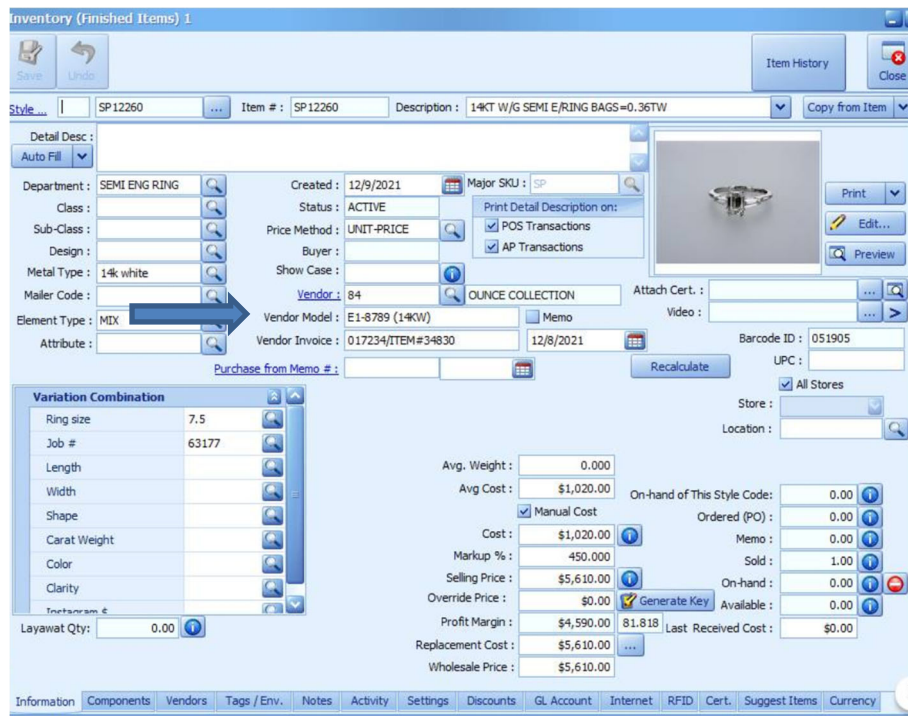 Inventory (Finished Items) 1
Save Undo Item History Close
Style ... SP12260 ... Item # : SP12260 Description : 14KT W/G SEMI E/RING BAGS=0.36TW Copy from Item
Detail Desc :
Auto Fill
Department : SEMI ENG RING Created : 12/9/2021 Major SKU : SP
Class : Status : ACTIVE Print Detail Description on:
Sub-Class : Price Method : UNIT-PRICE POS Transactions
Design : Buyer : AP Transactions
Print
Edit...
Preview
Metal Type : 14k white Show Case :
Mailer Code : Vendor : 84 OUNCE COLLECTION Attach Cert. : ...
Element Type : MIX Vendor Model : E1-8789 (14KW) Memo Video : ... >
Attribute : Vendor Invoice : 017234/ITEM#34830 12/8/2021 Barcode ID : 051905
Purchase from Memo # : Recalculate UPC :
All Stores
Store :
Location :
Variation Combination
Ring size 7.5
Job # 63177
Length
Width
Shape
Carat Weight
Color
Clarity
Instagram $
Layawat Qty: 0.00
Avg. Weight : 0.000
Avg Cost : $1,020.00
Manual Cost
Cost : $1,020.00
Markup % : 450.000
Selling Price : $5,610.00
Override Price : $0.00 Generate Key
Profit Margin : $4,590.00 81.818
Replacement Cost : $5,610.00 ...
Wholesale Price : $5,610.00
On-hand of This Style Code: 0.00
Ordered (PO) : 0.00
Memo : 0.00
Sold : 1.00
On-hand : 0.00
Available : 0.00
Last Received Cost : $0.00
Information Components Vendors Tags / Env. Notes Activity Settings Discounts GL Account Internet RFID Cert. Suggest Items Currency